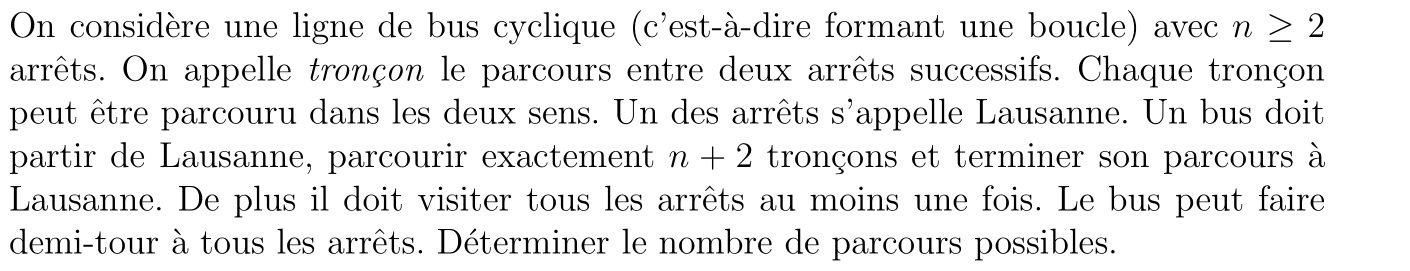 On considère une ligne de bus cyclique (c'est-à-dire formant une boucle) avec n ≥ 2
arrêts. On appelle tronçon le parcours entre deux arrêts successifs. Chaque tronçon
peut être parcouru dans les deux sens. Un des arrêts s'appelle Lausanne. Un bus doit
partir de Lausanne, parcourir exactement n + 2 tronçons et terminer son parcours à
Lausanne. De plus il doit visiter tous les arrêts au moins une fois. Le bus peut faire
demi-tour à tous les arrêts. Déterminer le nombre de parcours possibles.